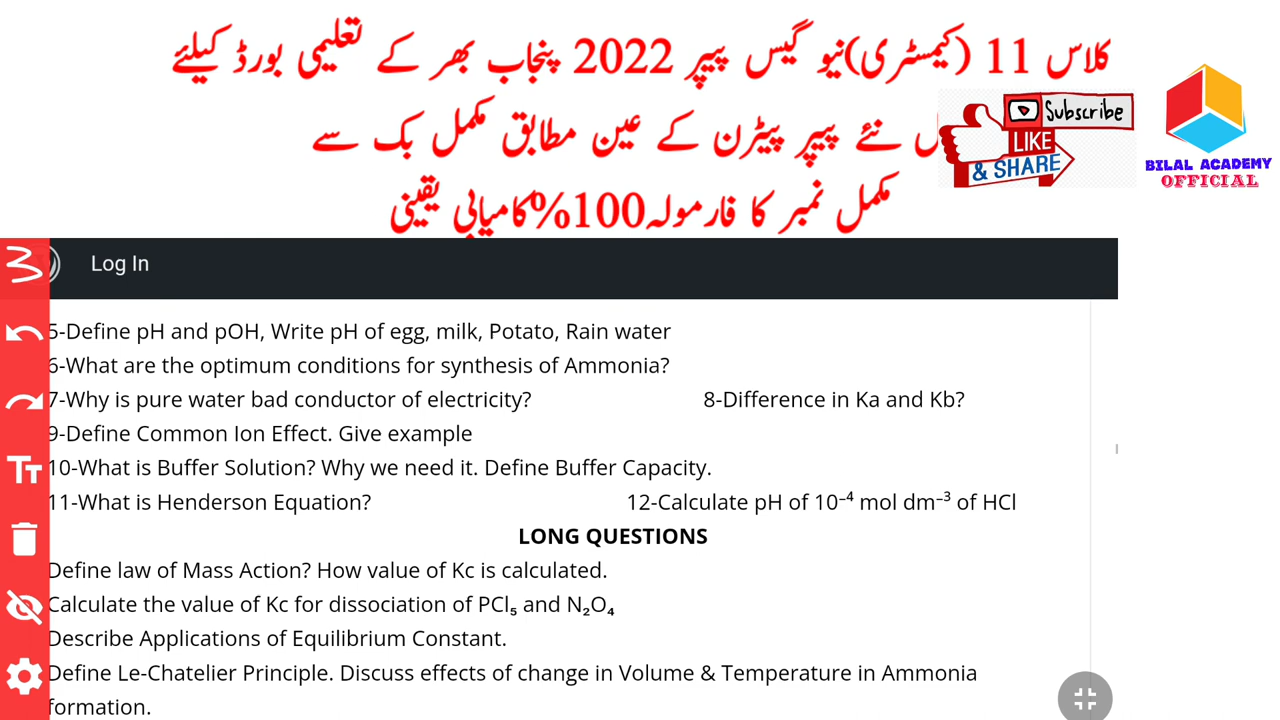 کلاس 11 (کیمسٹری)نیو گیس پیپر 2022 پنجاب بھر کے تعلیمی بورڈ کیلئے
نئے پیپر پیٹرن کے عین مطابق مکمل بک سے
مکمل نمبر کا فارمولہ100%کامیابی یقینی
Subscribe
LIKE
& SHARE
BILAL ACADEMY
OFFICIAL
Log In
5-Define pH and pOH, Write pH of egg, milk, Potato, Rain water
6-What are the optimum conditions for synthesis of Ammonia?
7-Why is pure water bad conductor of electricity? 8-Difference in Ka and Kb?
9-Define Common Ion Effect. Give example
10-What is Buffer Solution? Why we need it. Define Buffer Capacity.
11-What is Henderson Equation? 12-Calculate pH of 10⁻⁴ mol dm⁻³ of HCl
LONG QUESTIONS
Define law of Mass Action? How value of Kc is calculated.
Calculate the value of Kc for dissociation of PCl₅ and N₂O₄
Describe Applications of Equilibrium Constant.
Define Le-Chatelier Principle. Discuss effects of change in Volume & Temperature in Ammonia
formation.